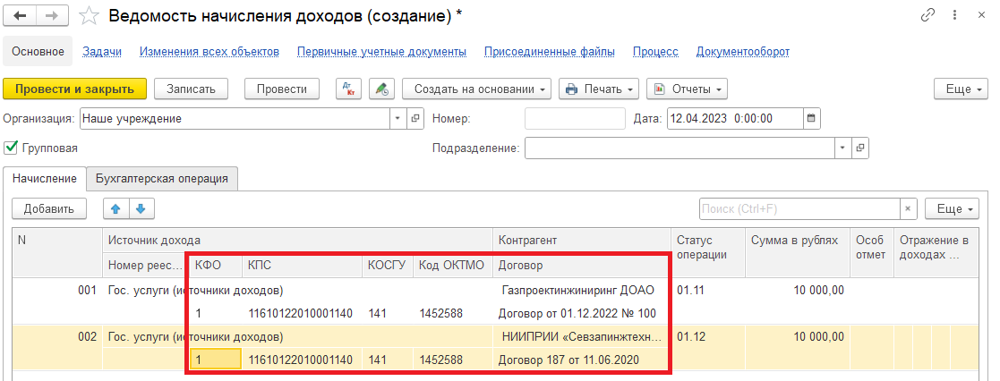 Ведомость начисления доходов (создание) *
Основное Задачи Изменения всех объектов Первичные учетные документы Присоединенные файлы Процесс Документооборот
Провести и закрыть Записать Провести Дт Кт Создать на основании Печать Отчеты Еще
Организация: Наше учреждение Номер: Дата: 12.04.2023 0:00:00
Групповая Подразделение:
Начисление Бухгалтерская операция
Добавить Поиск (Ctrl+F) × Еще
N Источник дохода Контрагент Статус операции Сумма в рублях Особ отмет Отражение в доходах ...
Номер реес... КФО КПС КОСГУ Код ОКТМО Договор
001 Гос. услуги (источники доходов) Газпроектинжиниринг ДОАО 01.11 10 000,00
1 11610122010001140 141 1452588 Договор от 01.12.2022 № 100
002 Гос. услуги (источники доходов) НИИПРИИ «Севзапинжтехн... 01.12 10 000,00
1 11610122010001140 141 1452588 Договор 187 от 11.06.2020